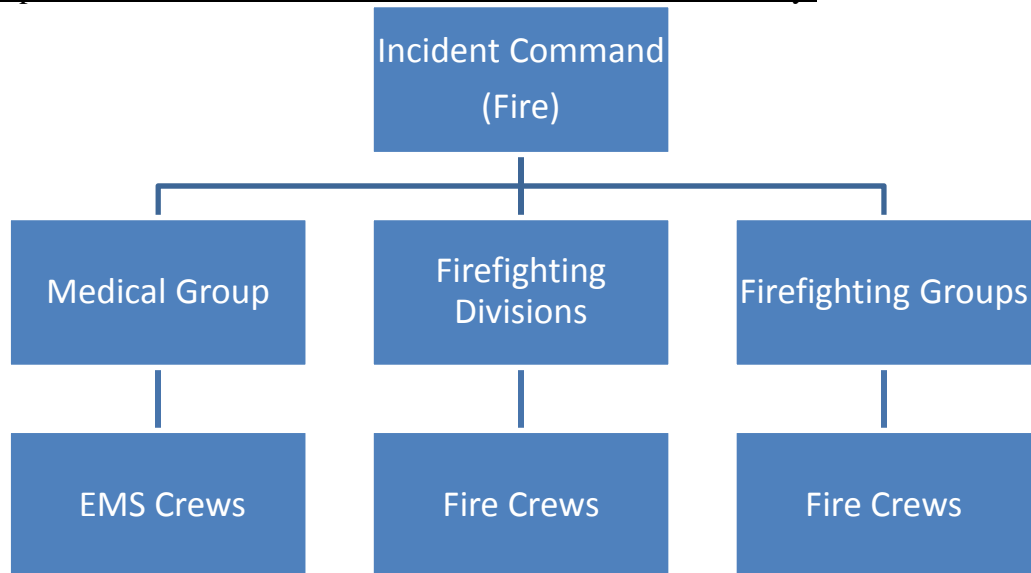 Incident Command
(Fire)
Medical Group
Firefighting
Divisions
Firefighting Groups
EMS Crews
Fire Crews
Fire Crews